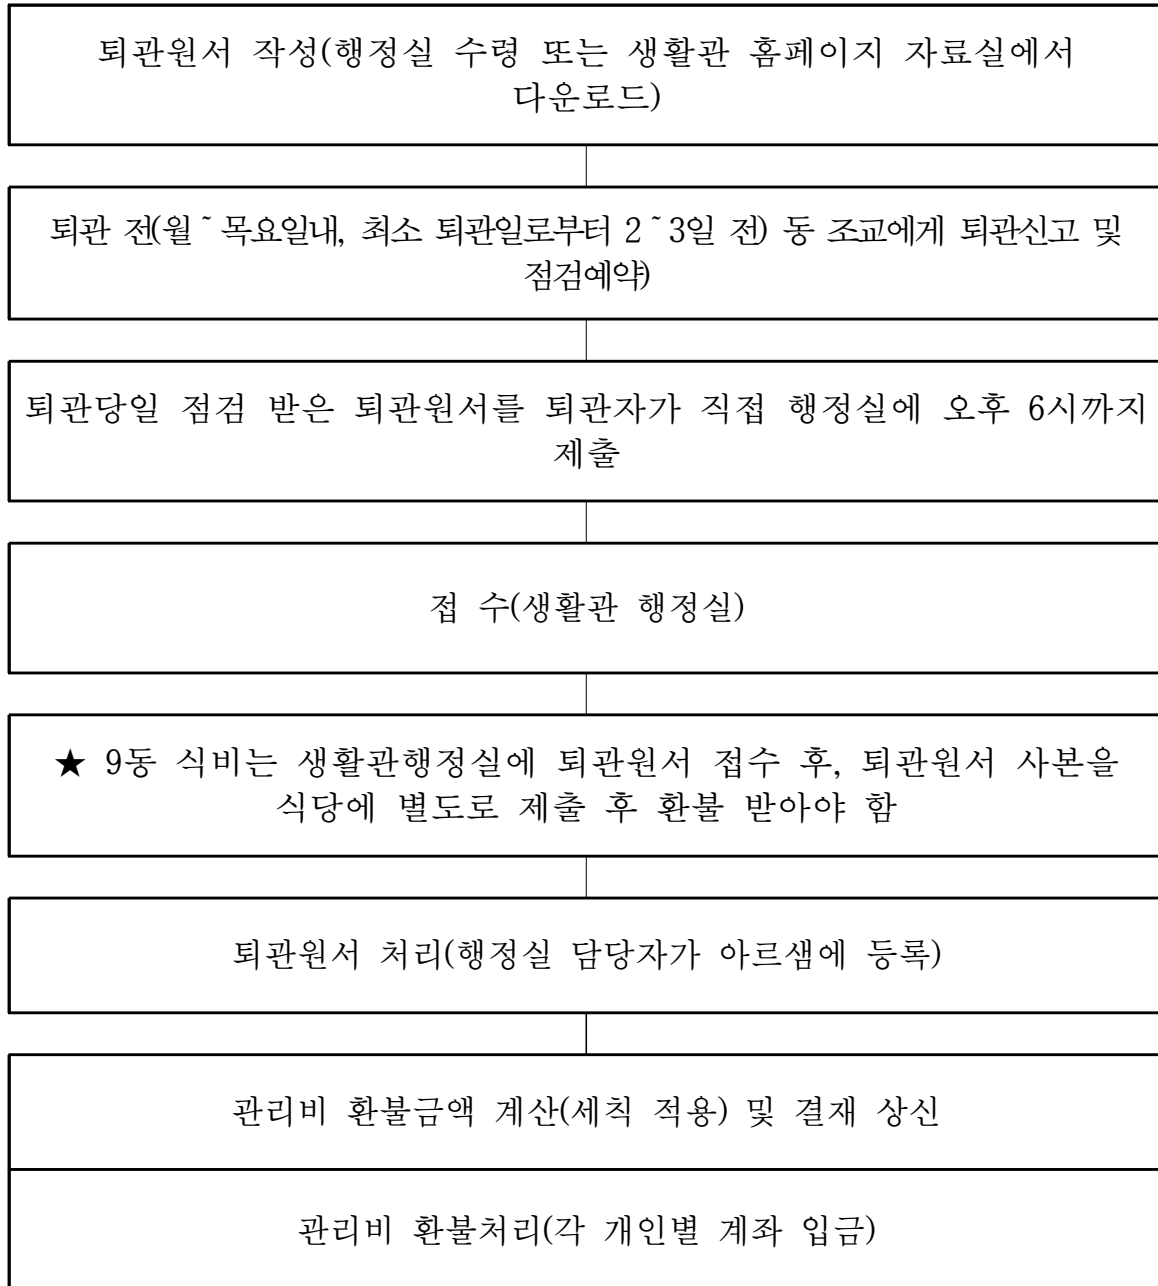 퇴관원서 작성(행정실 수령 또는 생활관 홈페이지 자료실에서
다운로드)
퇴관 전(월~목요일내, 최소 퇴관일로부터 2~3일 전) 동 조교에게 퇴관신고 및
점검예약)
퇴관당일 점검 받은 퇴관원서를 퇴관자가 직접 행정실에 오후 6시까지
제출
접 수(생활관 행정실)
★ 9동 식비는 생활관행정실에 퇴관원서 접수 후, 퇴관원서 사본을
식당에 별도로 제출 후 환불 받아야 함
퇴관원서 처리(행정실 담당자가 아르샘에 등록)
관리비 환불금액 계산(세칙 적용) 및 결재 상신
관리비 환불처리(각 개인별 계좌 입금)